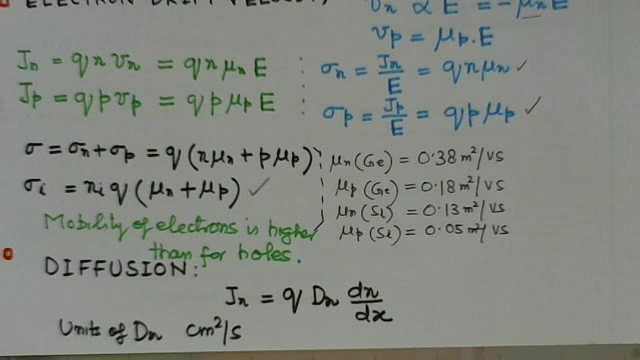 ELECTRON DRIFT VELOCITY,
vn ∝ E = -μn E
vp = μp. E
Jn = q n vn = q n μn E : σn = Jn/E = q n μn ✓
Jp = q p vp = q p μp E : σp = Jp/E = q p μp ✓
σ = σn + σp = q (n μn + p μp)
σi = ni q (μn + μp) ✓
Mobility of electrons is higher
than for holes.
μn (Ge) = 0.38 m²/VS
μp (Ge) = 0.18 m²/VS
μn (Si) = 0.13 m²/VS
μp (Si) = 0.05 m²/VS
DIFFUSION:
Jn = q Dn dn/dx
Units of Dn cm²/s